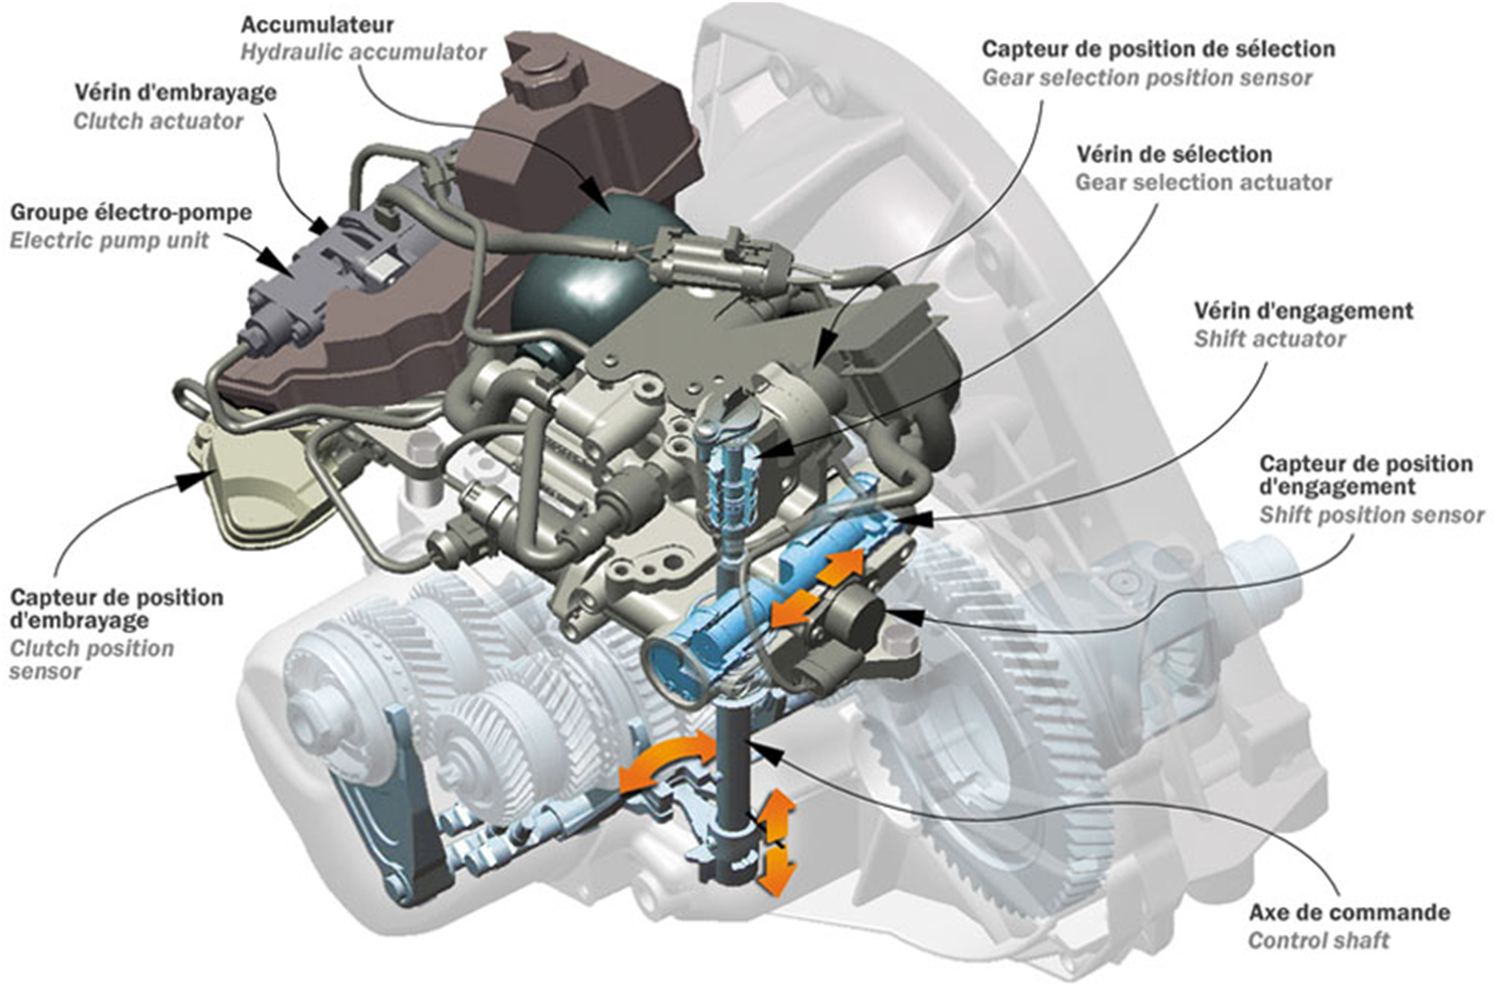 Accumulateur
Hydraulic accumulator
Vérin d'embrayage
Clutch actuator
Groupe électro-pompe
Electric pump unit
Capteur de position de sélection
Gear selection position sensor
Vérin de sélection
Gear selection actuator
Vérin d'engagement
Shift actuator
Capteur de position
d'engagement
Shift position sensor
Capteur de position
d'embrayage
Clutch position
sensor
Axe de commande
Control shaft